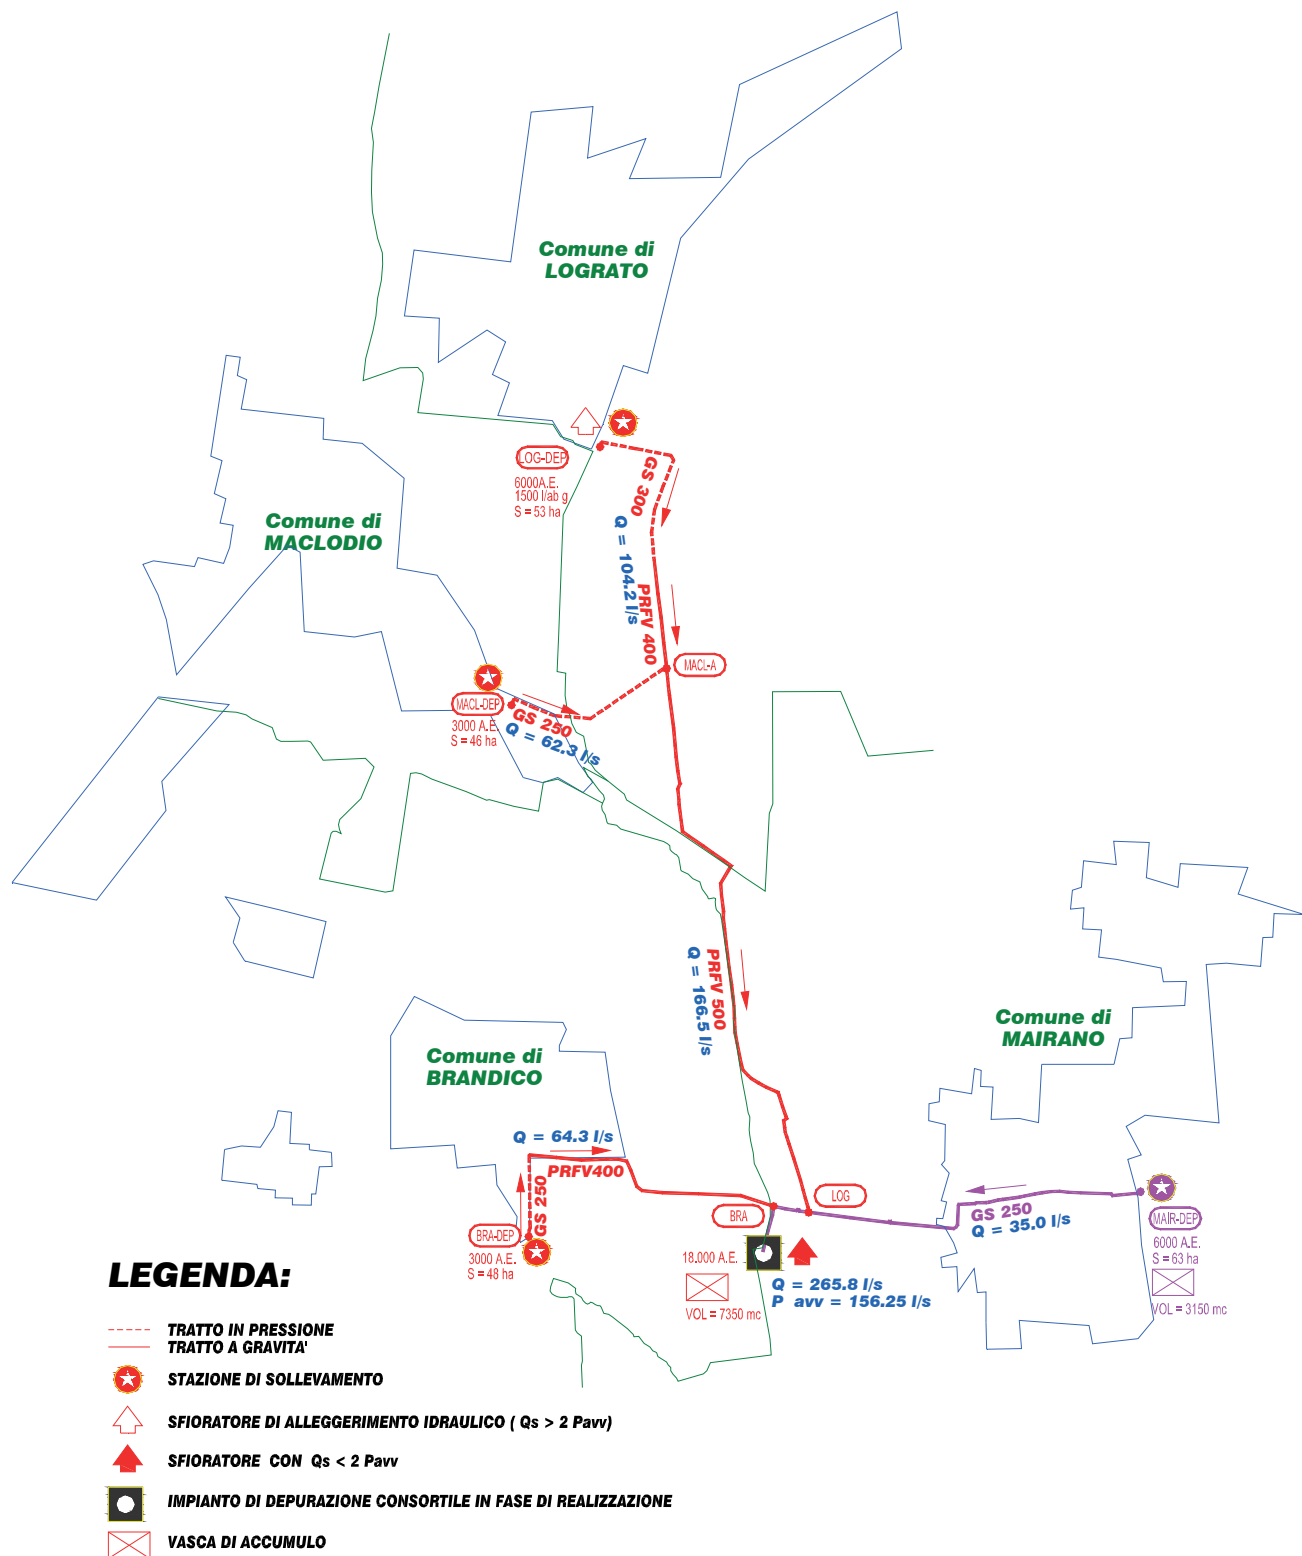 Comune di
LOGRATO
LOG-DEP
6000A.E.
1500 l/ab g
S = 53 ha
GS 300
Q = 104.2 l/s
PRFV 400
Comune di
MACLODIO
MACL-A
MACL-DEP
3000 A.E.
S = 46 ha
GS 250
Q = 62.3 l/s
PRFV 500
Q = 166.5 l/s
Comune di
MAIRANO
Comune di
BRANDICO
Q = 64.3 l/s
PRFV400
GS 250
BRA-DEP
3000 A.E.
S = 48 ha
BRA
LOG
GS 250
Q = 35.0 l/s
MAIR-DEP
6000 A.E.
S = 63 ha
VOL = 3150 mc
18.000 A.E.
VOL = 7350 mc
Q = 265.8 l/s
P avv = 156.25 l/s
LEGENDA:
TRATTO IN PRESSIONE
TRATTO A GRAVITA'
STAZIONE DI SOLLEVAMENTO
SFIORATORE DI ALLEGGERIMENTO IDRAULICO ( Qs > 2 Pavv)
SFIORATORE CON Qs < 2 Pavv
IMPIANTO DI DEPURAZIONE CONSORTILE IN FASE DI REALIZZAZIONE
VASCA DI ACCUMULO